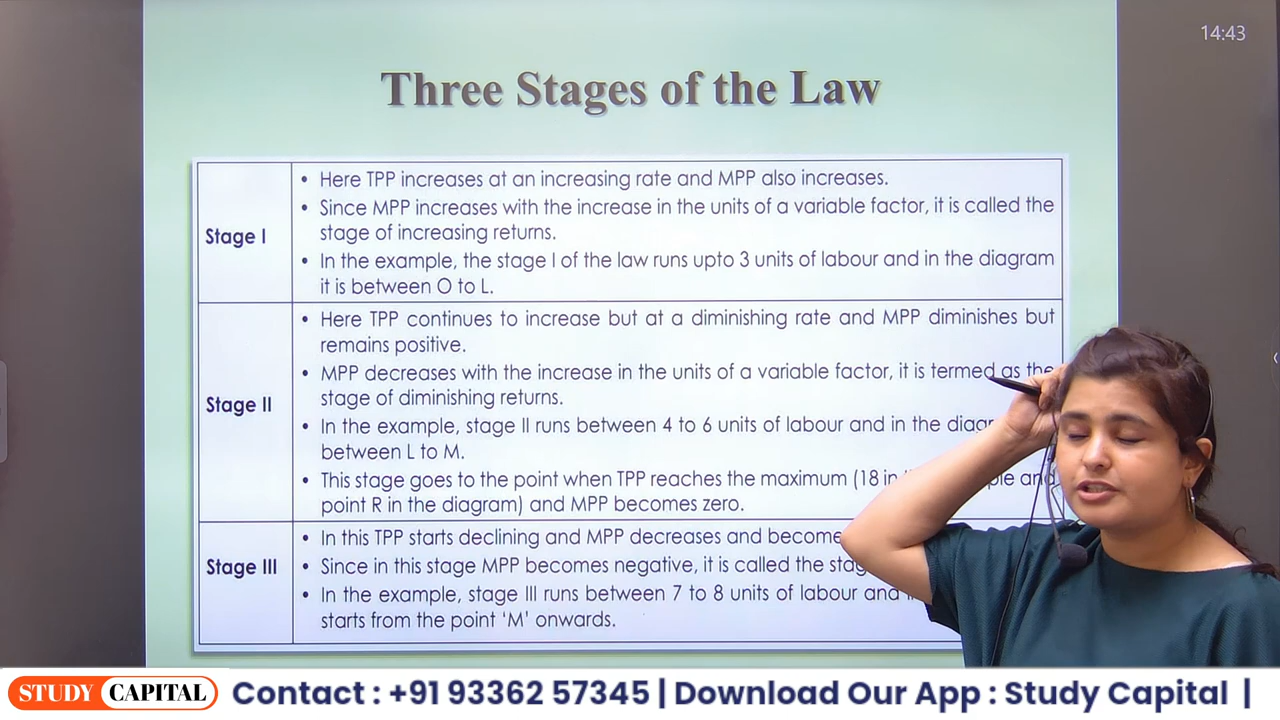 14:43
Three Stages of the Law
Stage I
• Here TPP increases at an increasing rate and MPP also increases.
• Since MPP increases with the increase in the units of a variable factor, it is called the
stage of increasing returns.
• In the example, the stage I of the law runs upto 3 units of labour and in the diagram
it is between O to L.
Stage II
• Here TPP continues to increase but at a diminishing rate and MPP diminishes but
remains positive.
• MPP decreases with the increase in the units of a variable factor, it is termed as the
stage of diminishing returns.
• In the example, stage II runs between 4 to 6 units of labour and in the
between L to M.
• This stage goes to the point when TPP reaches the maximum (18 in and
point R in the diagram) and MPP becomes zero.
Stage III
• In this TPP starts declining and MPP decreases and
• Since in this stage MPP becomes negative, it is called the
• In the example, stage III runs between 7 to 8 units of labour and
starts from the point ‘M’ onwards.
STUDY CAPITAL Contact : +91 93362 57345 | Download Our App : Study Capital |